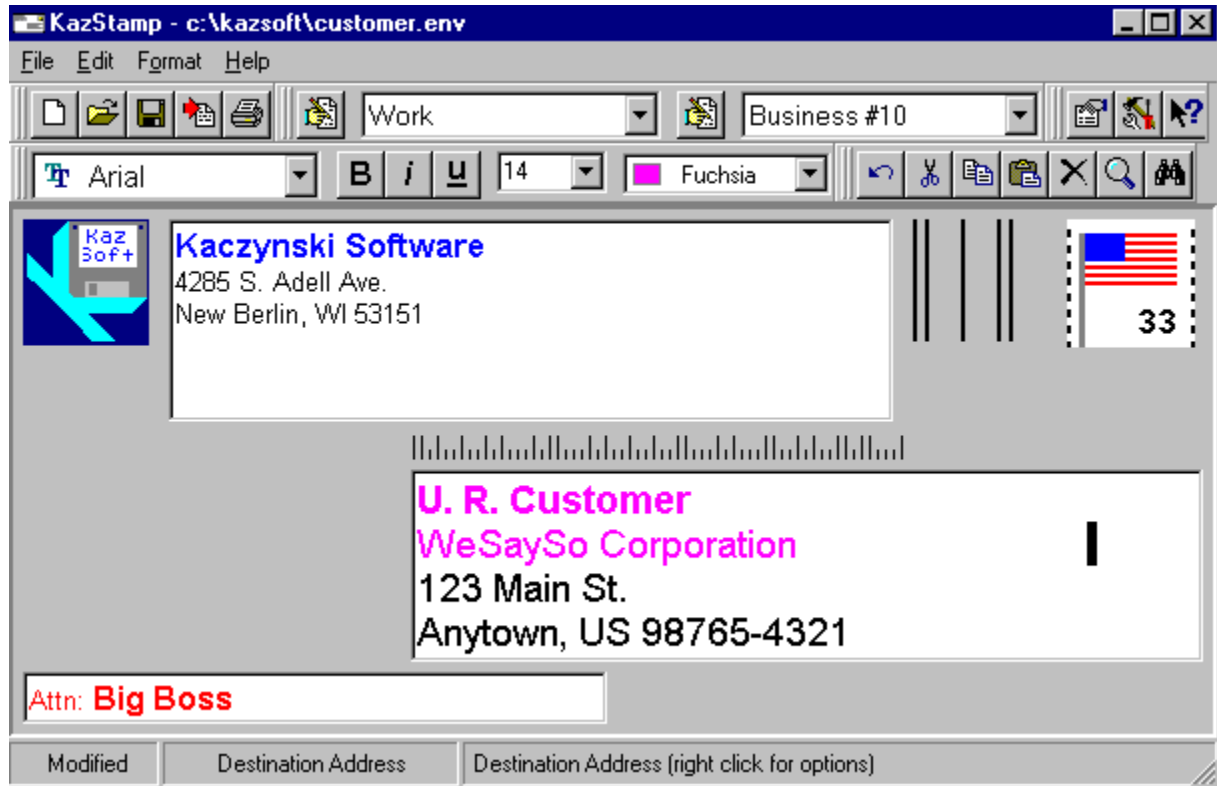 KazStamp - c:\kazsoft\customer.env
File Edit Format Help
Work Business #10
Arial B i U 14 Fuchsia
Kaz
Soft
Kaczynski Software
4285 S. Adell Ave.
New Berlin, WI 53151
33
U. R. Customer
WeSaySo Corporation
123 Main St.
Anytown, US 98765-4321
Attn: Big Boss
Modified Destination Address Destination Address (right click for options)